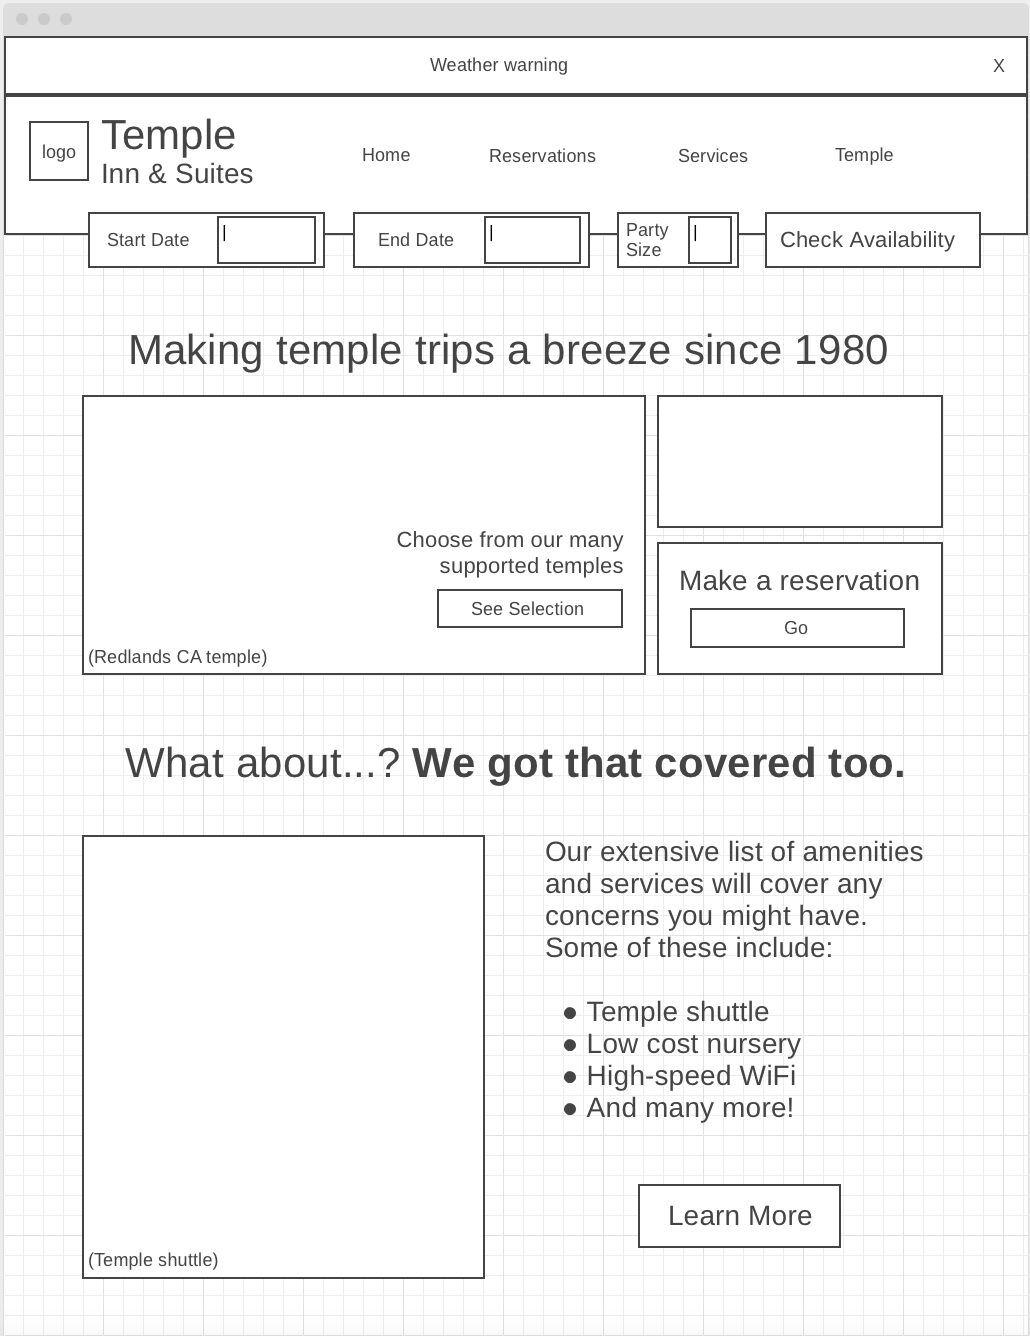 Weather warning
X
logo
Temple
Inn & Suites
Home
Reservations
Services
Temple
Start Date
End Date
Party
Size
Check Availability
Making temple trips a breeze since 1980
Choose from our many
supported temples
See Selection
(Redlands CA temple)
Make a reservation
Go
What about...? We got that covered too.
Our extensive list of amenities
and services will cover any
concerns you might have.
Some of these include:
● Temple shuttle
● Low cost nursery
● High-speed WiFi
● And many more!
Learn More
(Temple shuttle)